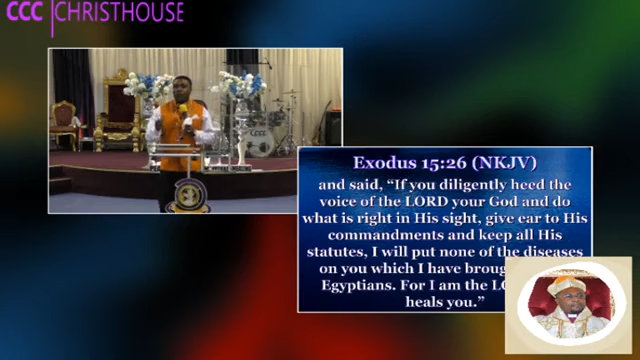 CCC CHRISTHOUSE
Exodus 15:26 (NKJV)
and said, “If you diligently heed the
voice of the LORD your God and do
what is right in His sight, give ear to His
commandments and keep all His
statutes, I will put none of the diseases
on you which I have
Egyptians. For I am the
heals you.”
CCC